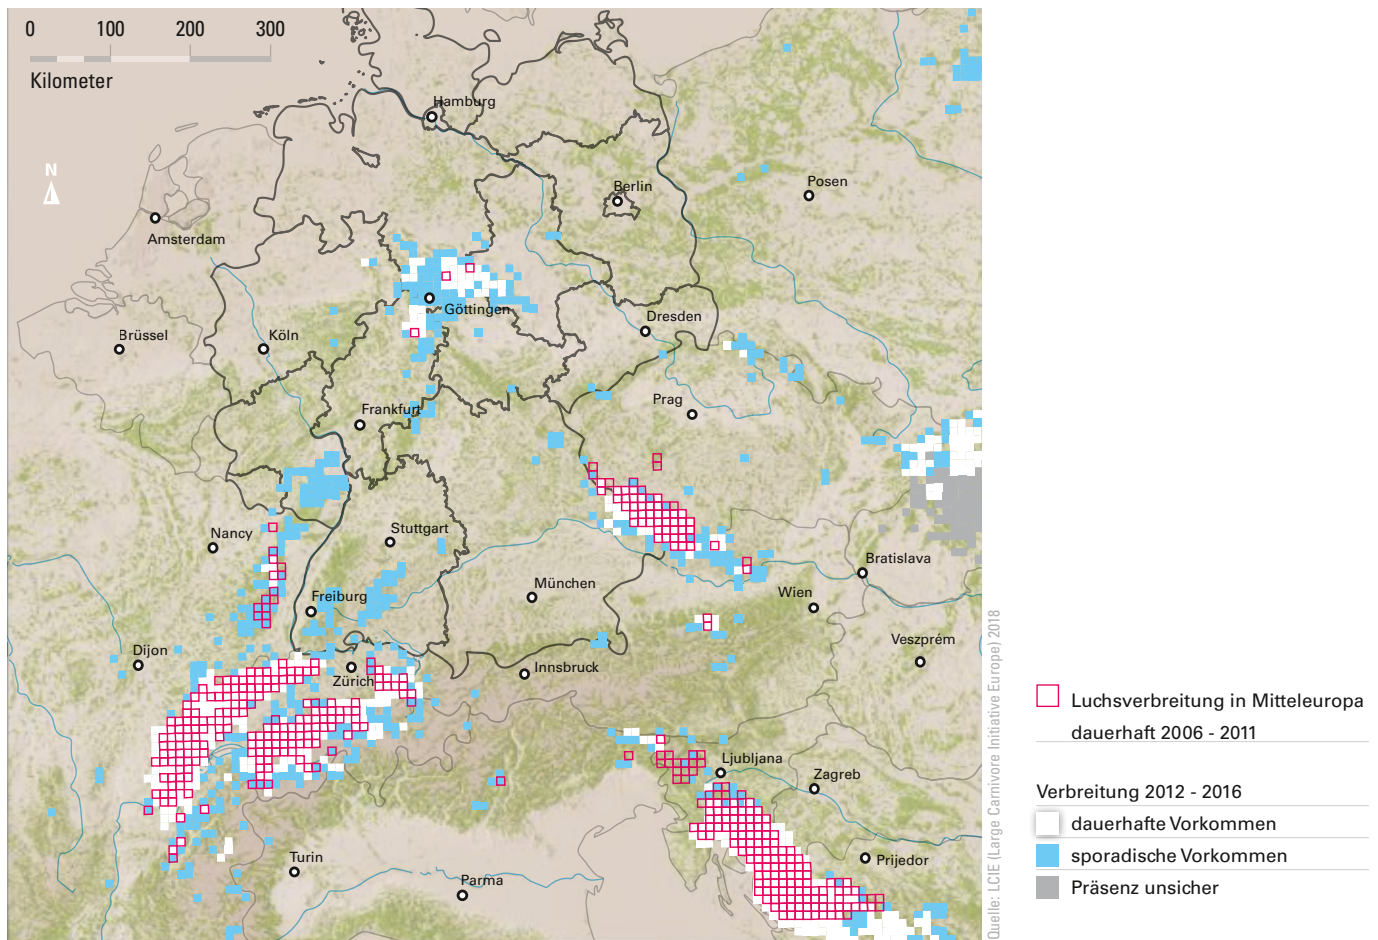 0 100 200 300
Kilometer
N
Hamburg
Berlin
Posen
Amsterdam
Göttingen
Dresden
Brüssel
Köln
Prag
Frankfurt
Nancy
Stuttgart
Bratislava
München
Wien
Freiburg
Veszprém
Dijon
Innsbruck
Zürich
Ljubljana
Zagreb
Turin
Prijedor
Parma
Quelle: LCIE (Large Carnivore Initiative Europe) 2018
Luchsverbreitung in Mitteleuropa
dauerhaft 2006 - 2011
Verbreitung 2012 - 2016
dauerhafte Vorkommen
sporadische Vorkommen
Präsenz unsicher